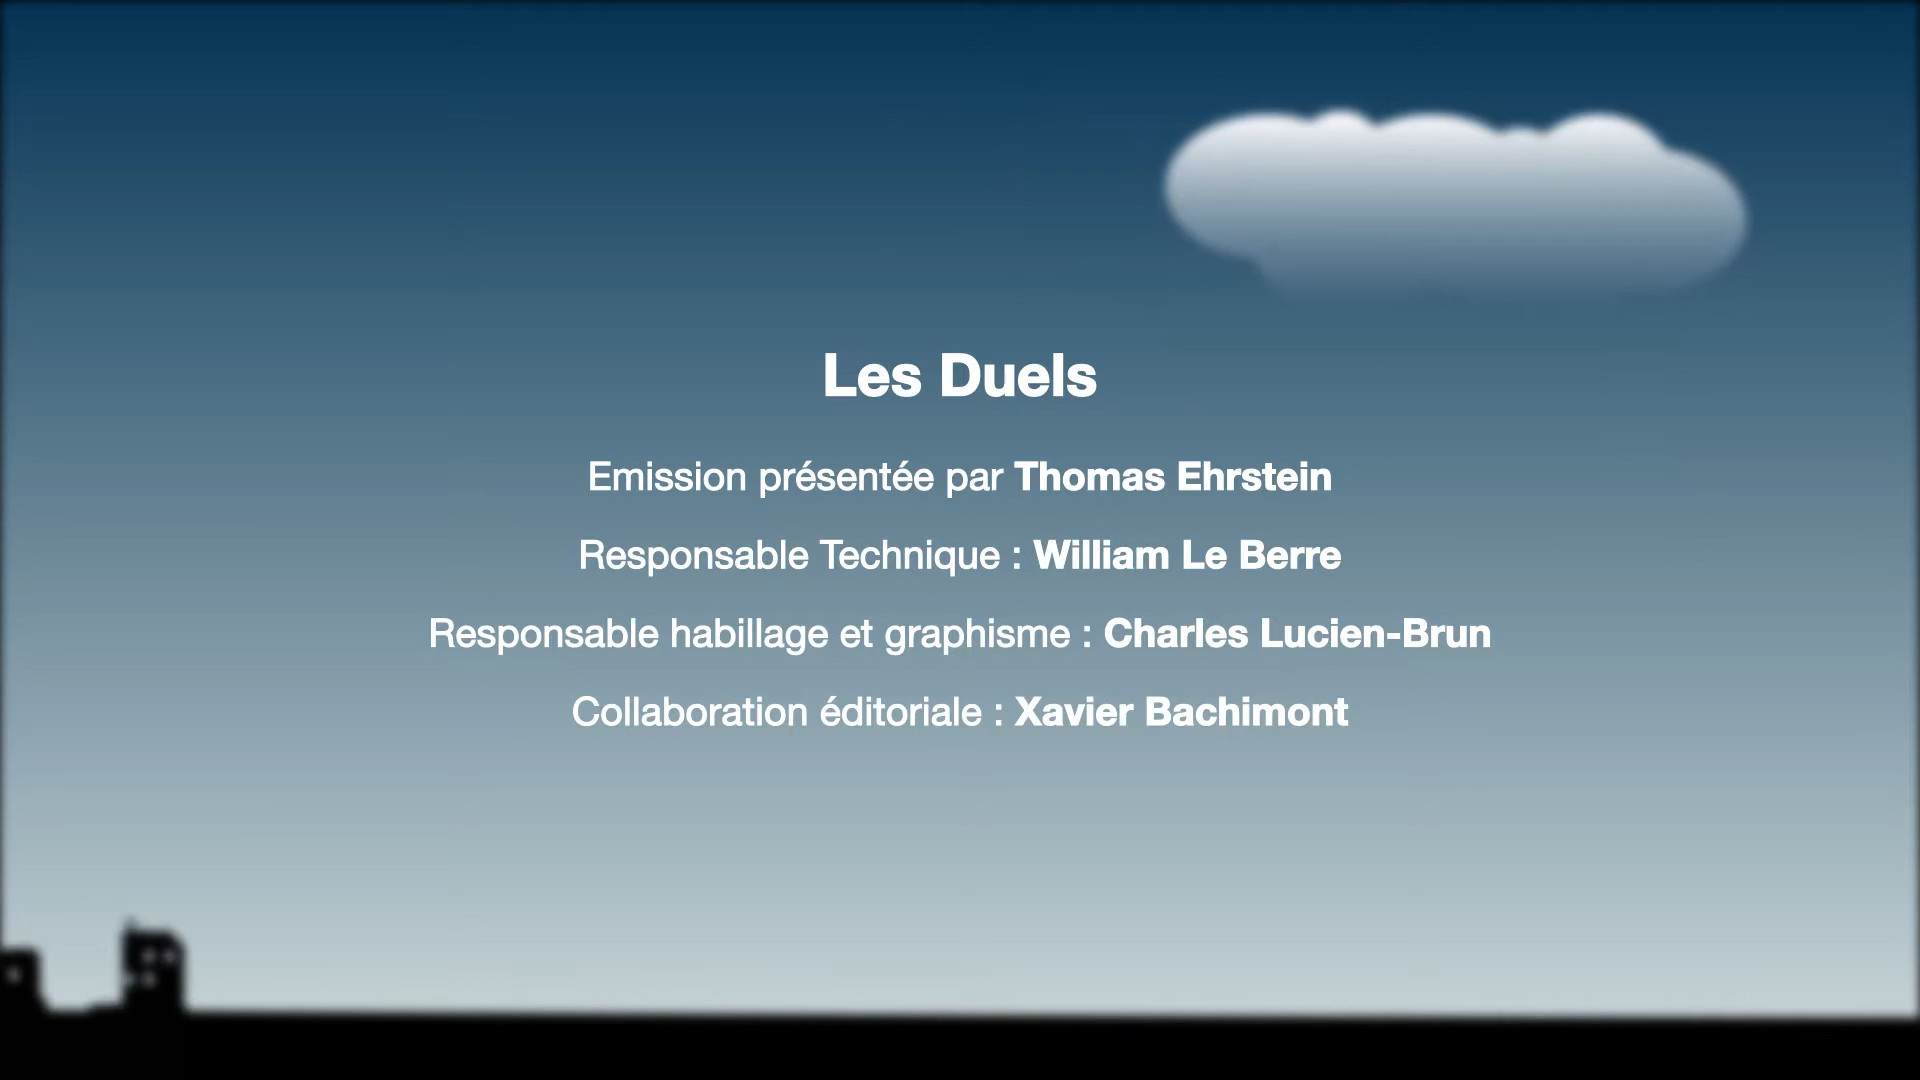 Les Duels
Emission présentée par Thomas Ehrstein
Responsable Technique : William Le Berre
Responsable habillage et graphisme : Charles Lucien-Brun
Collaboration éditoriale : Xavier Bachimont